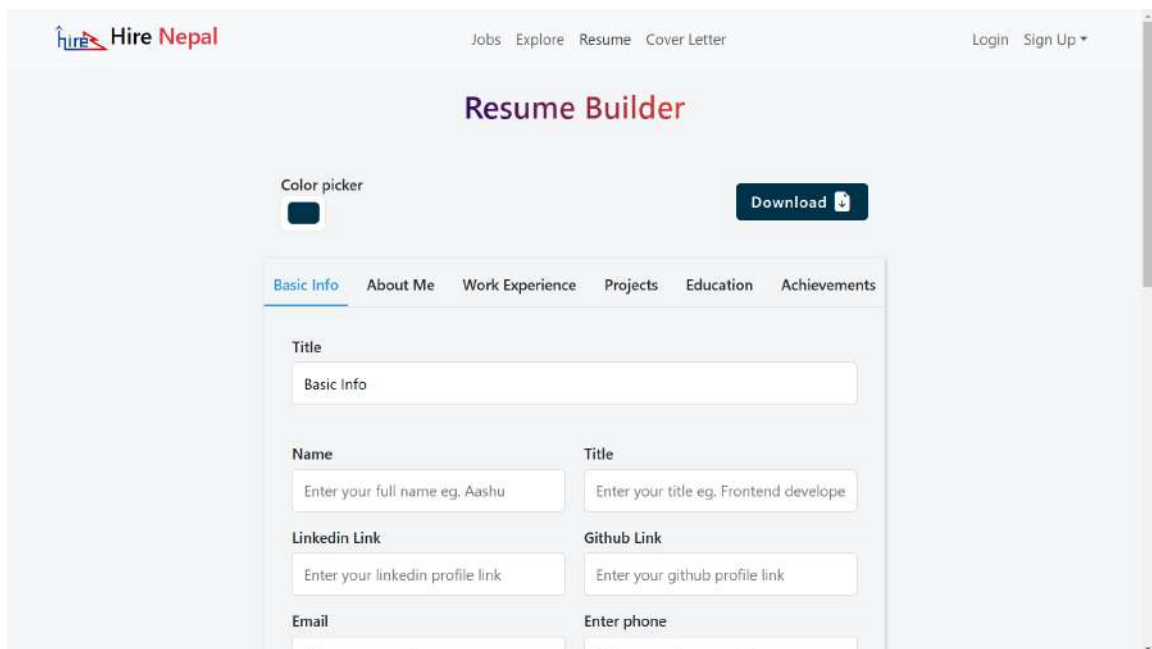 hire Hire Nepal
Jobs Explore Resume Cover Letter
Login Sign Up
Resume Builder
Color picker
Download
Basic Info About Me Work Experience Projects Education Achievements
Title
Basic Info
Name Title
Enter your full name eg. Aashu Enter your title eg. Frontend develope
Linkedin Link Github Link
Enter your linkedin profile link Enter your github profile link
Email Enter phone